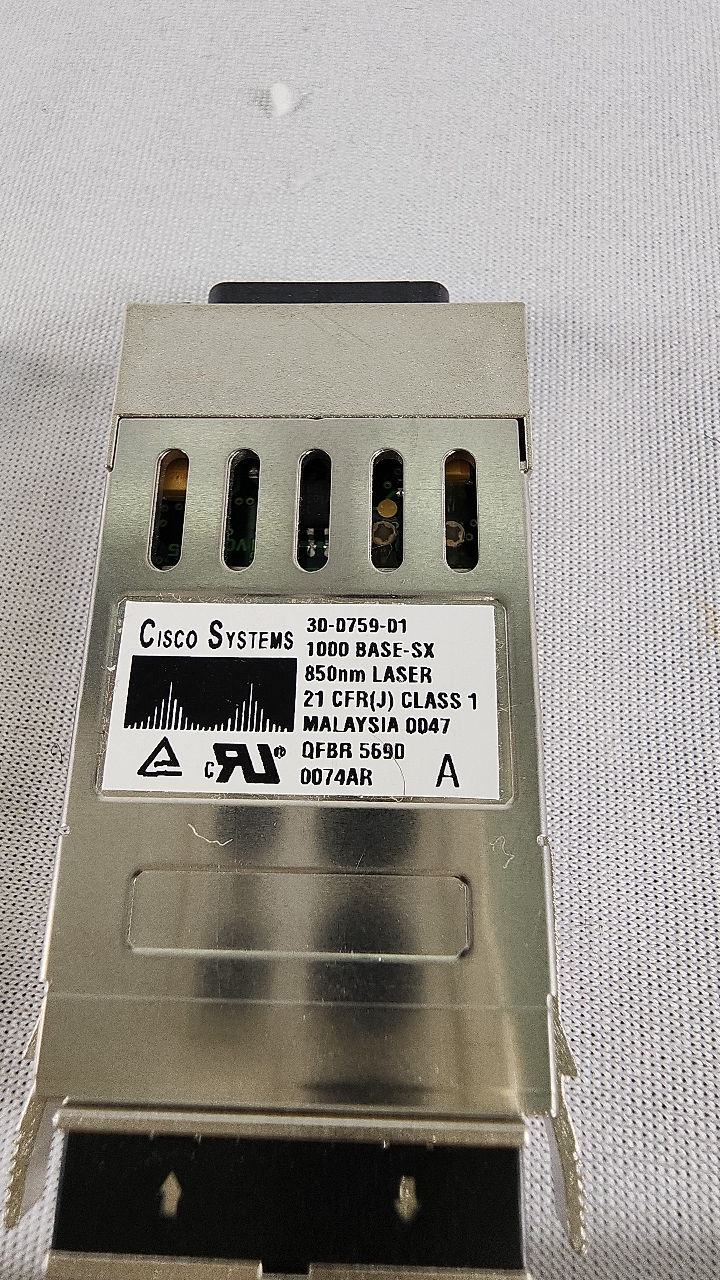 CISCO SYSTEMS
30-0759-01
1000 BASE-SX
850nm LASER
21 CFR(J) CLASS 1
MALAYSIA 0047
QFBR 5690
0074AR
A
c RU ®